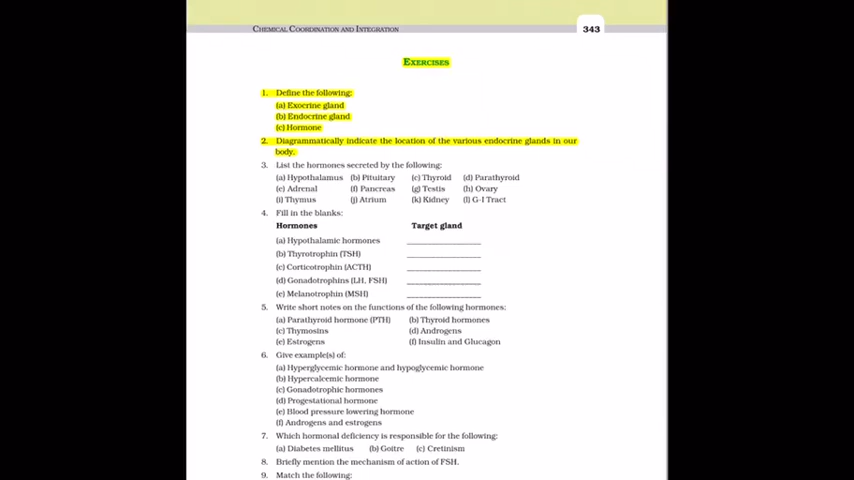 CHEMICAL COORDINATION AND INTEGRATION 343
EXERCISES
1. Define the following:
(a) Exocrine gland
(b) Endocrine gland
(c) Hormone
2. Diagrammatically indicate the location of the various endocrine glands in our
body.
3. List the hormones secreted by the following:
(a) Hypothalamus (b) Pituitary (c) Thyroid (d) Parathyroid
(e) Adrenal (f) Pancreas (g) Testis (h) Ovary
(i) Thymus (j) Atrium (k) Kidney (l) G-I Tract
4. Fill in the blanks:
Hormones Target gland
(a) Hypothalamic hormones __________________
(b) Thyrotrophin (TSH) __________________
(c) Corticotrophin (ACTH) __________________
(d) Gonadotrophins (LH, FSH) __________________
(e) Melanotrophin (MSH) __________________
5. Write short notes on the functions of the following hormones:
(a) Parathyroid hormone (PTH) (b) Thyroid hormones
(c) Thymosins (d) Androgens
(e) Estrogens (f) Insulin and Glucagon
6. Give example(s) of:
(a) Hyperglycemic hormone and hypoglycemic hormone
(b) Hypercalcemic hormone
(c) Gonadotrophic hormones
(d) Progestational hormone
(e) Blood pressure lowering hormone
(f) Androgens and estrogens
7. Which hormonal deficiency is responsible for the following:
(a) Diabetes mellitus (b) Goitre (c) Cretinism
8. Briefly mention the mechanism of action of FSH.
9. Match the following: